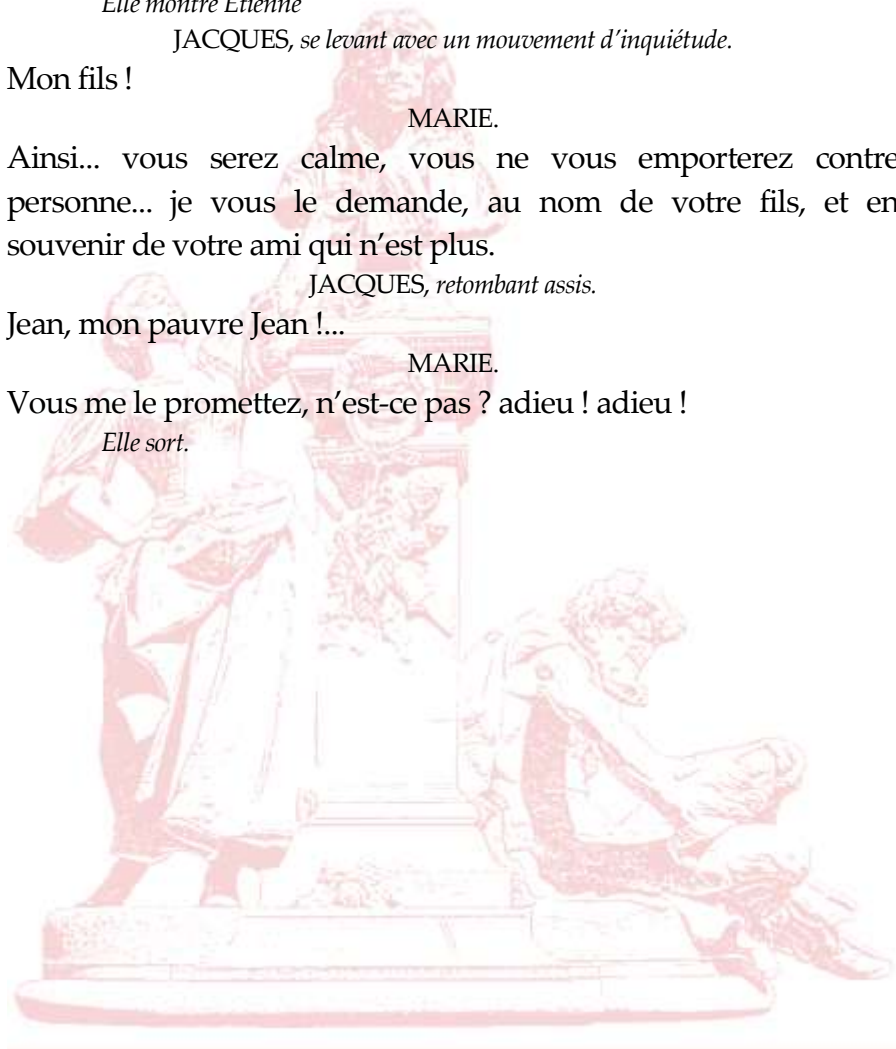 Elle montre Étienne
JACQUES, se levant avec un mouvement d’inquiétude.
Mon fils !
MARIE.
Ainsi... vous serez calme, vous ne vous emporterez contre
personne... je vous le demande, au nom de votre fils, et en
souvenir de votre ami qui n’est plus.
JACQUES, retombant assis.
Jean, mon pauvre Jean !...
MARIE.
Vous me le promettez, n’est-ce pas ? adieu ! adieu !
Elle sort.